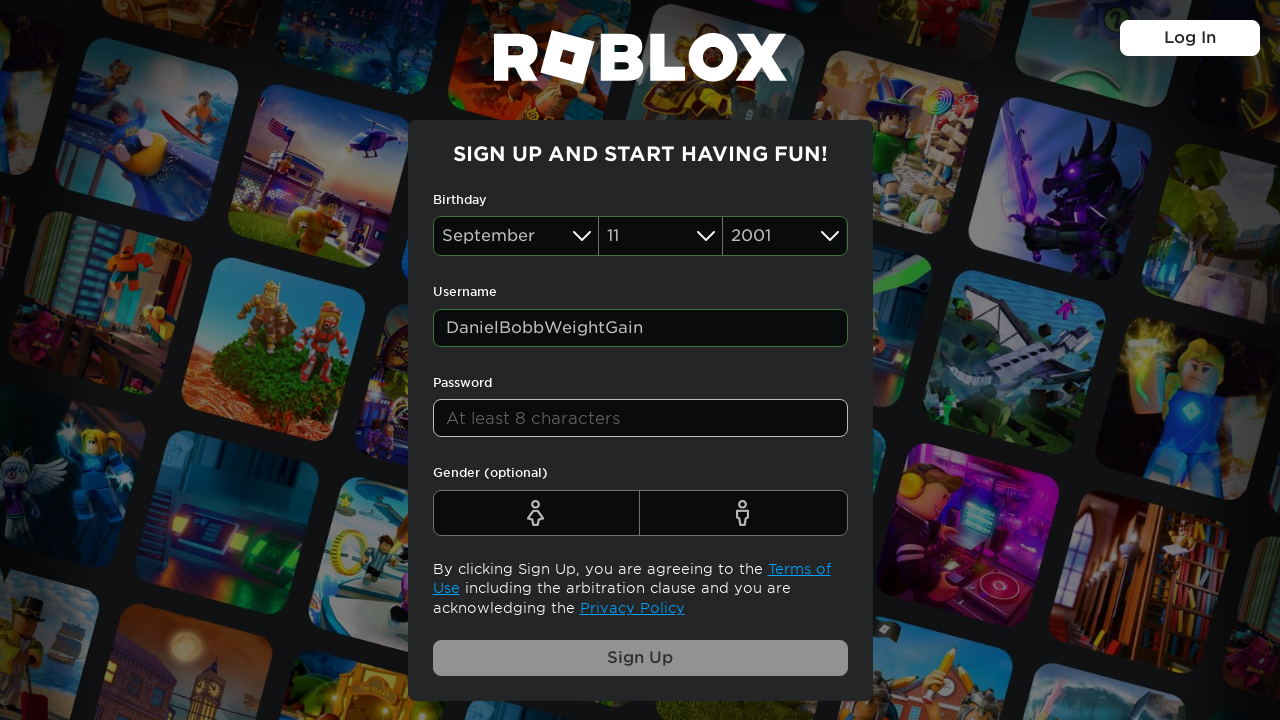 ROBLOX
Log In
SIGN UP AND START HAVING FUN!
Birthday
September 11 2001
Username
DanielBobbWeightGain
Password
At least 8 characters
Gender (optional)
By clicking Sign Up, you are agreeing to the Terms of
Use including the arbitration clause and you are
acknowledging the Privacy Policy
Sign Up